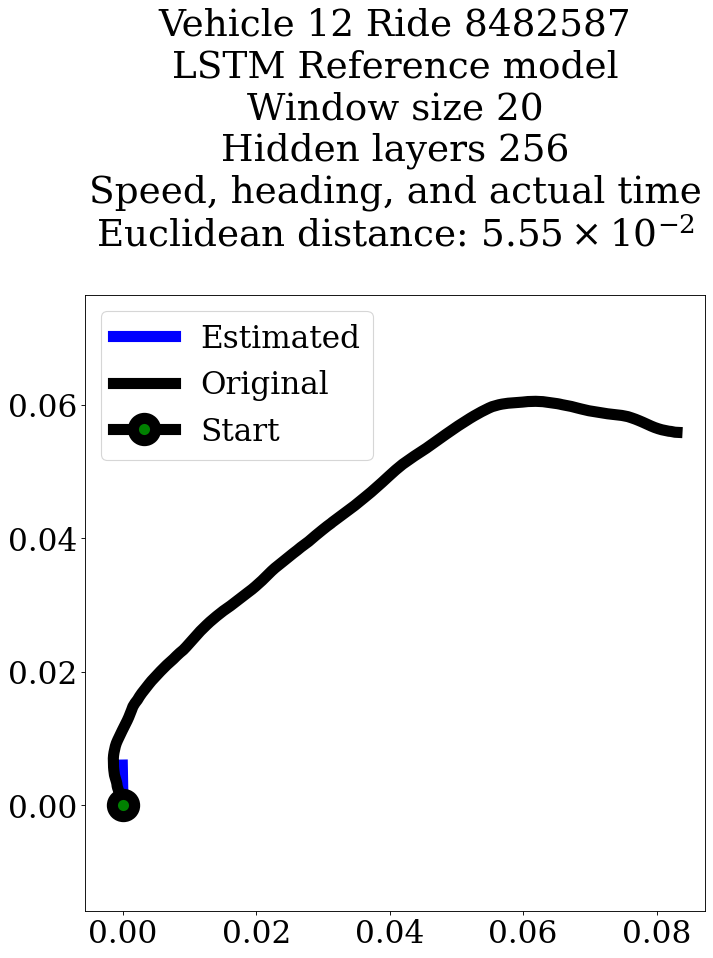 Vehicle 12 Ride 8482587
LSTM Reference model
Window size 20
Hidden layers 256
Speed, heading, and actual time
Euclidean distance: 5.55 × 10⁻²
Estimated
Original
Start
0.06
0.04
0.02
0.00
0.00 0.02 0.04 0.06 0.08